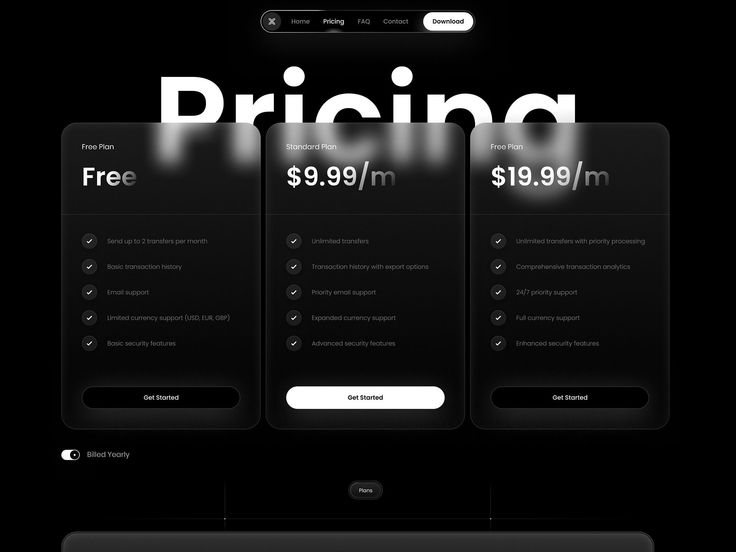 Home Pricing FAQ Contact Download
Pricing
Free Plan
Free
Send up to 2 transfers per month
Basic transaction history
Email support
Limited currency support (USD, EUR, GBP)
Basic security features
Get Started
Standard Plan
$9.99/m
Unlimited transfers
Transaction history with export options
Priority email support
Expanded currency support
Advanced security features
Get Started
Free Plan
$19.99/m
Unlimited transfers with priority processing
Comprehensive transaction analytics
24/7 priority support
Full currency support
Enhanced security features
Get Started
Billed Yearly
Plans